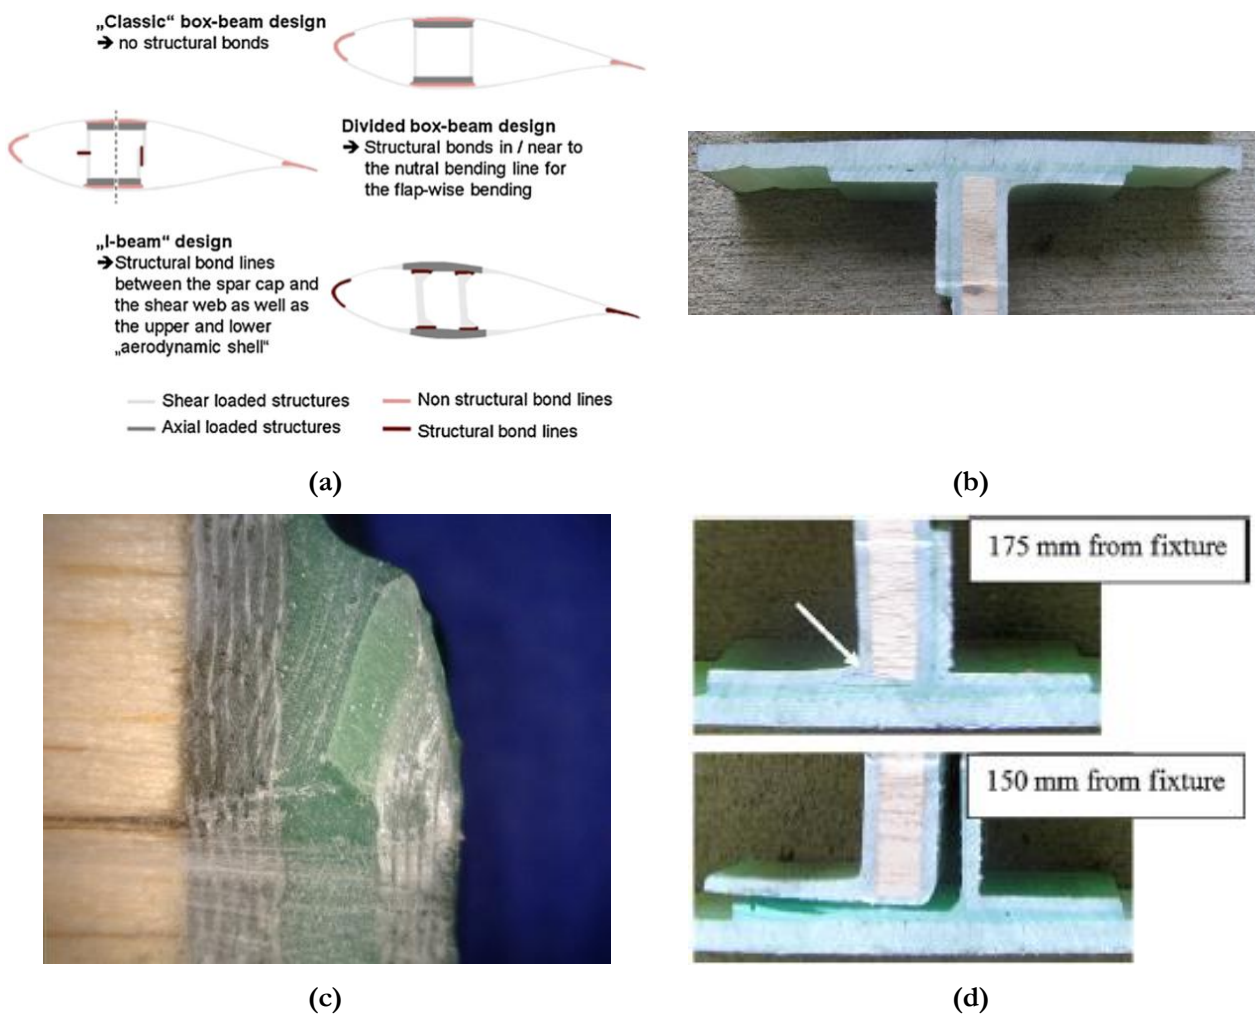 „Classic“ box-beam design
➔ no structural bonds
Divided box-beam design
➔ Structural bonds in / near to
the nutral bending line for
the flap-wise bending
„I-beam“ design
➔ Structural bond lines
between the spar cap and
the shear web as well as
the upper and lower
„aerodynamic shell“
Shear loaded structures
Non structural bond lines
Axial loaded structures
Structural bond lines
(a)
(b)
175 mm from fixture
150 mm from fixture
(c)
(d)